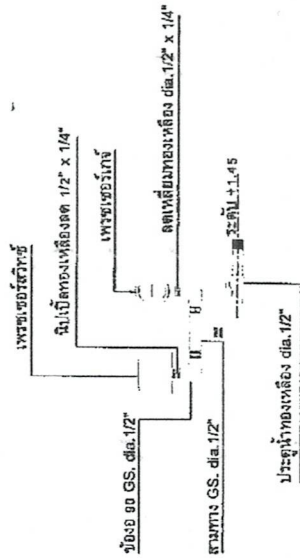 เพรชเชอร์สวิทซ์
นิปเปิ้ลทองเหลืองลด 1/2" x 1/4"
เพรชเชอร์เกจ์
ลดเหลี่ยมทองเหลือง dia.1/2" x 1/4"
ข้องอ ฃอ GS. dia.1/2"
สามทาง GS. dia.1/2"
ระดับ +1.45
ประตูน้ำทองเหลือง dia.1/2"